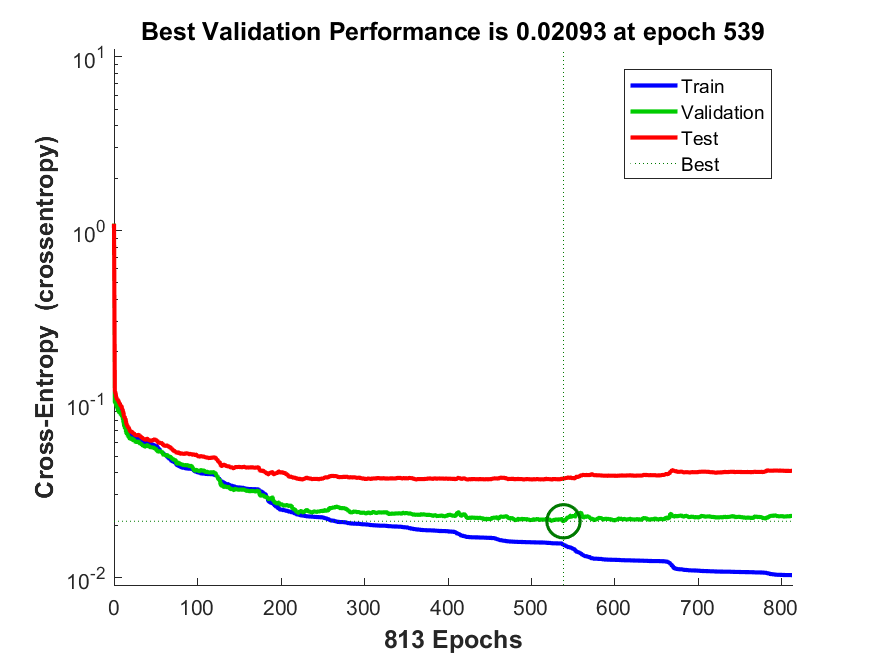 Best Validation Performance is 0.02093 at epoch 539
Cross-Entropy (crossentropy)
10^1
10^0
10^-1
10^-2
Train
Validation
Test
Best
0 100 200 300 400 500 600 700 800
813 Epochs